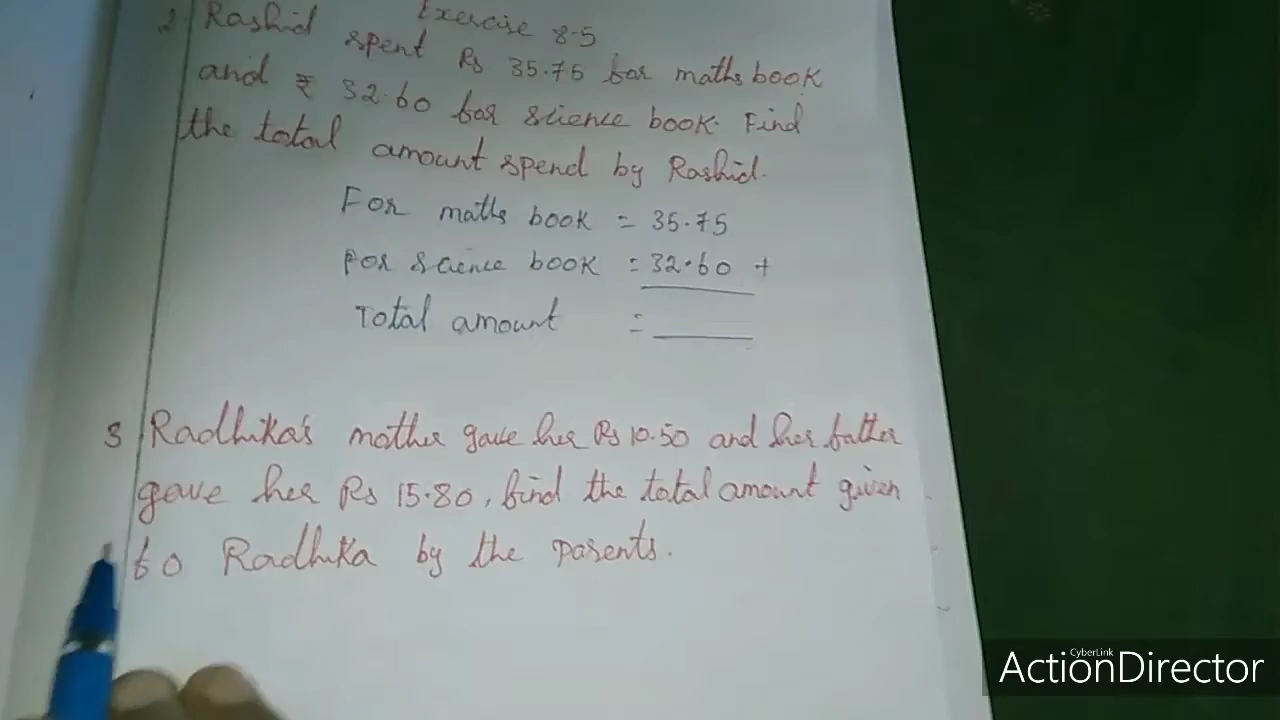 Exercise 8.5
2 Rashid spent Rs 35.75 for maths book
and ₹ 32.60 for science book. Find
the total amount spend by Rashid.
For maths book = 35.75
For science book = 32.60 +
Total amount =
3 Radhika's mother gave her Rs 10.50 and her father
gave her Rs 15.80, find the total amount given
to Radhika by the parents.
CyberLink
ActionDirector